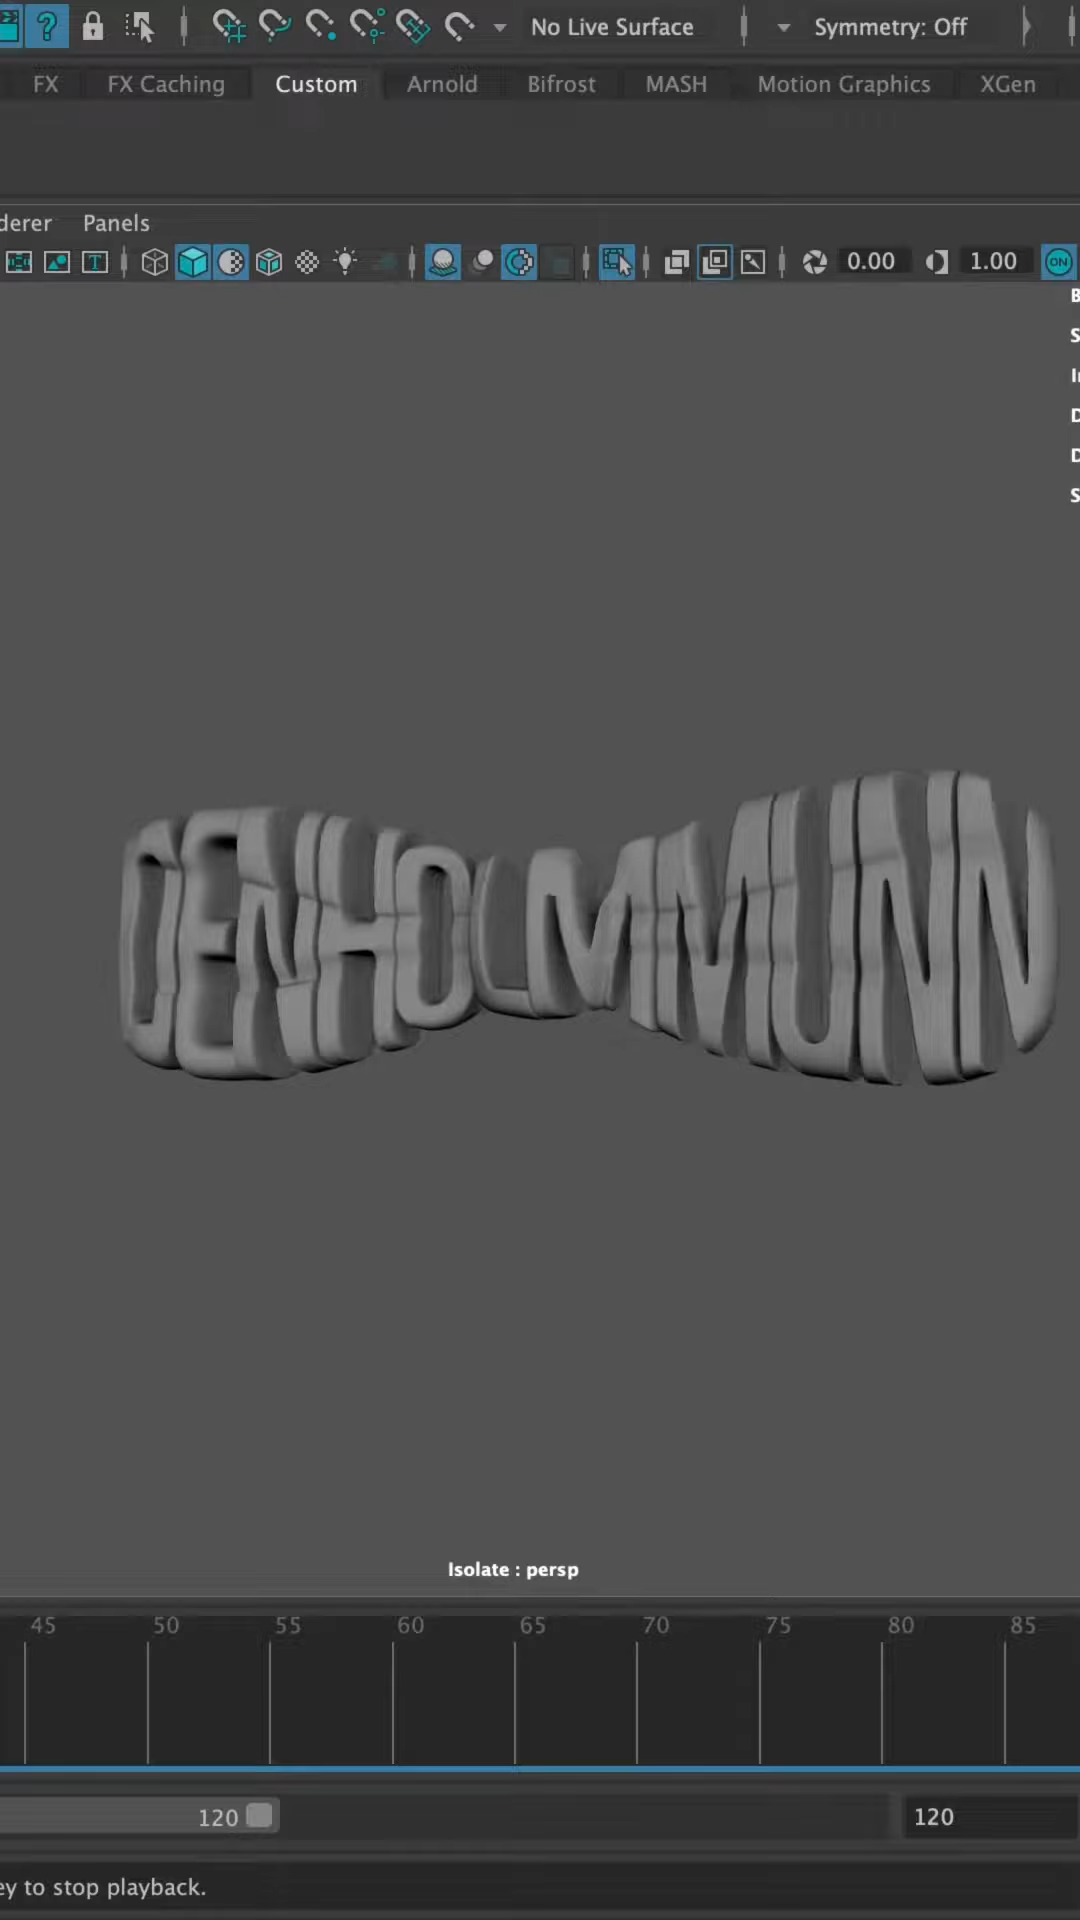 No Live Surface Symmetry: Off
FX FX Caching Custom Arnold Bifrost MASH Motion Graphics XGen
derer Panels
T 0.00 1.00 ON
DENHOLMMUNN
Isolate : persp
45 50 55 60 65 70 75 80 85
120 120
ey to stop playback.